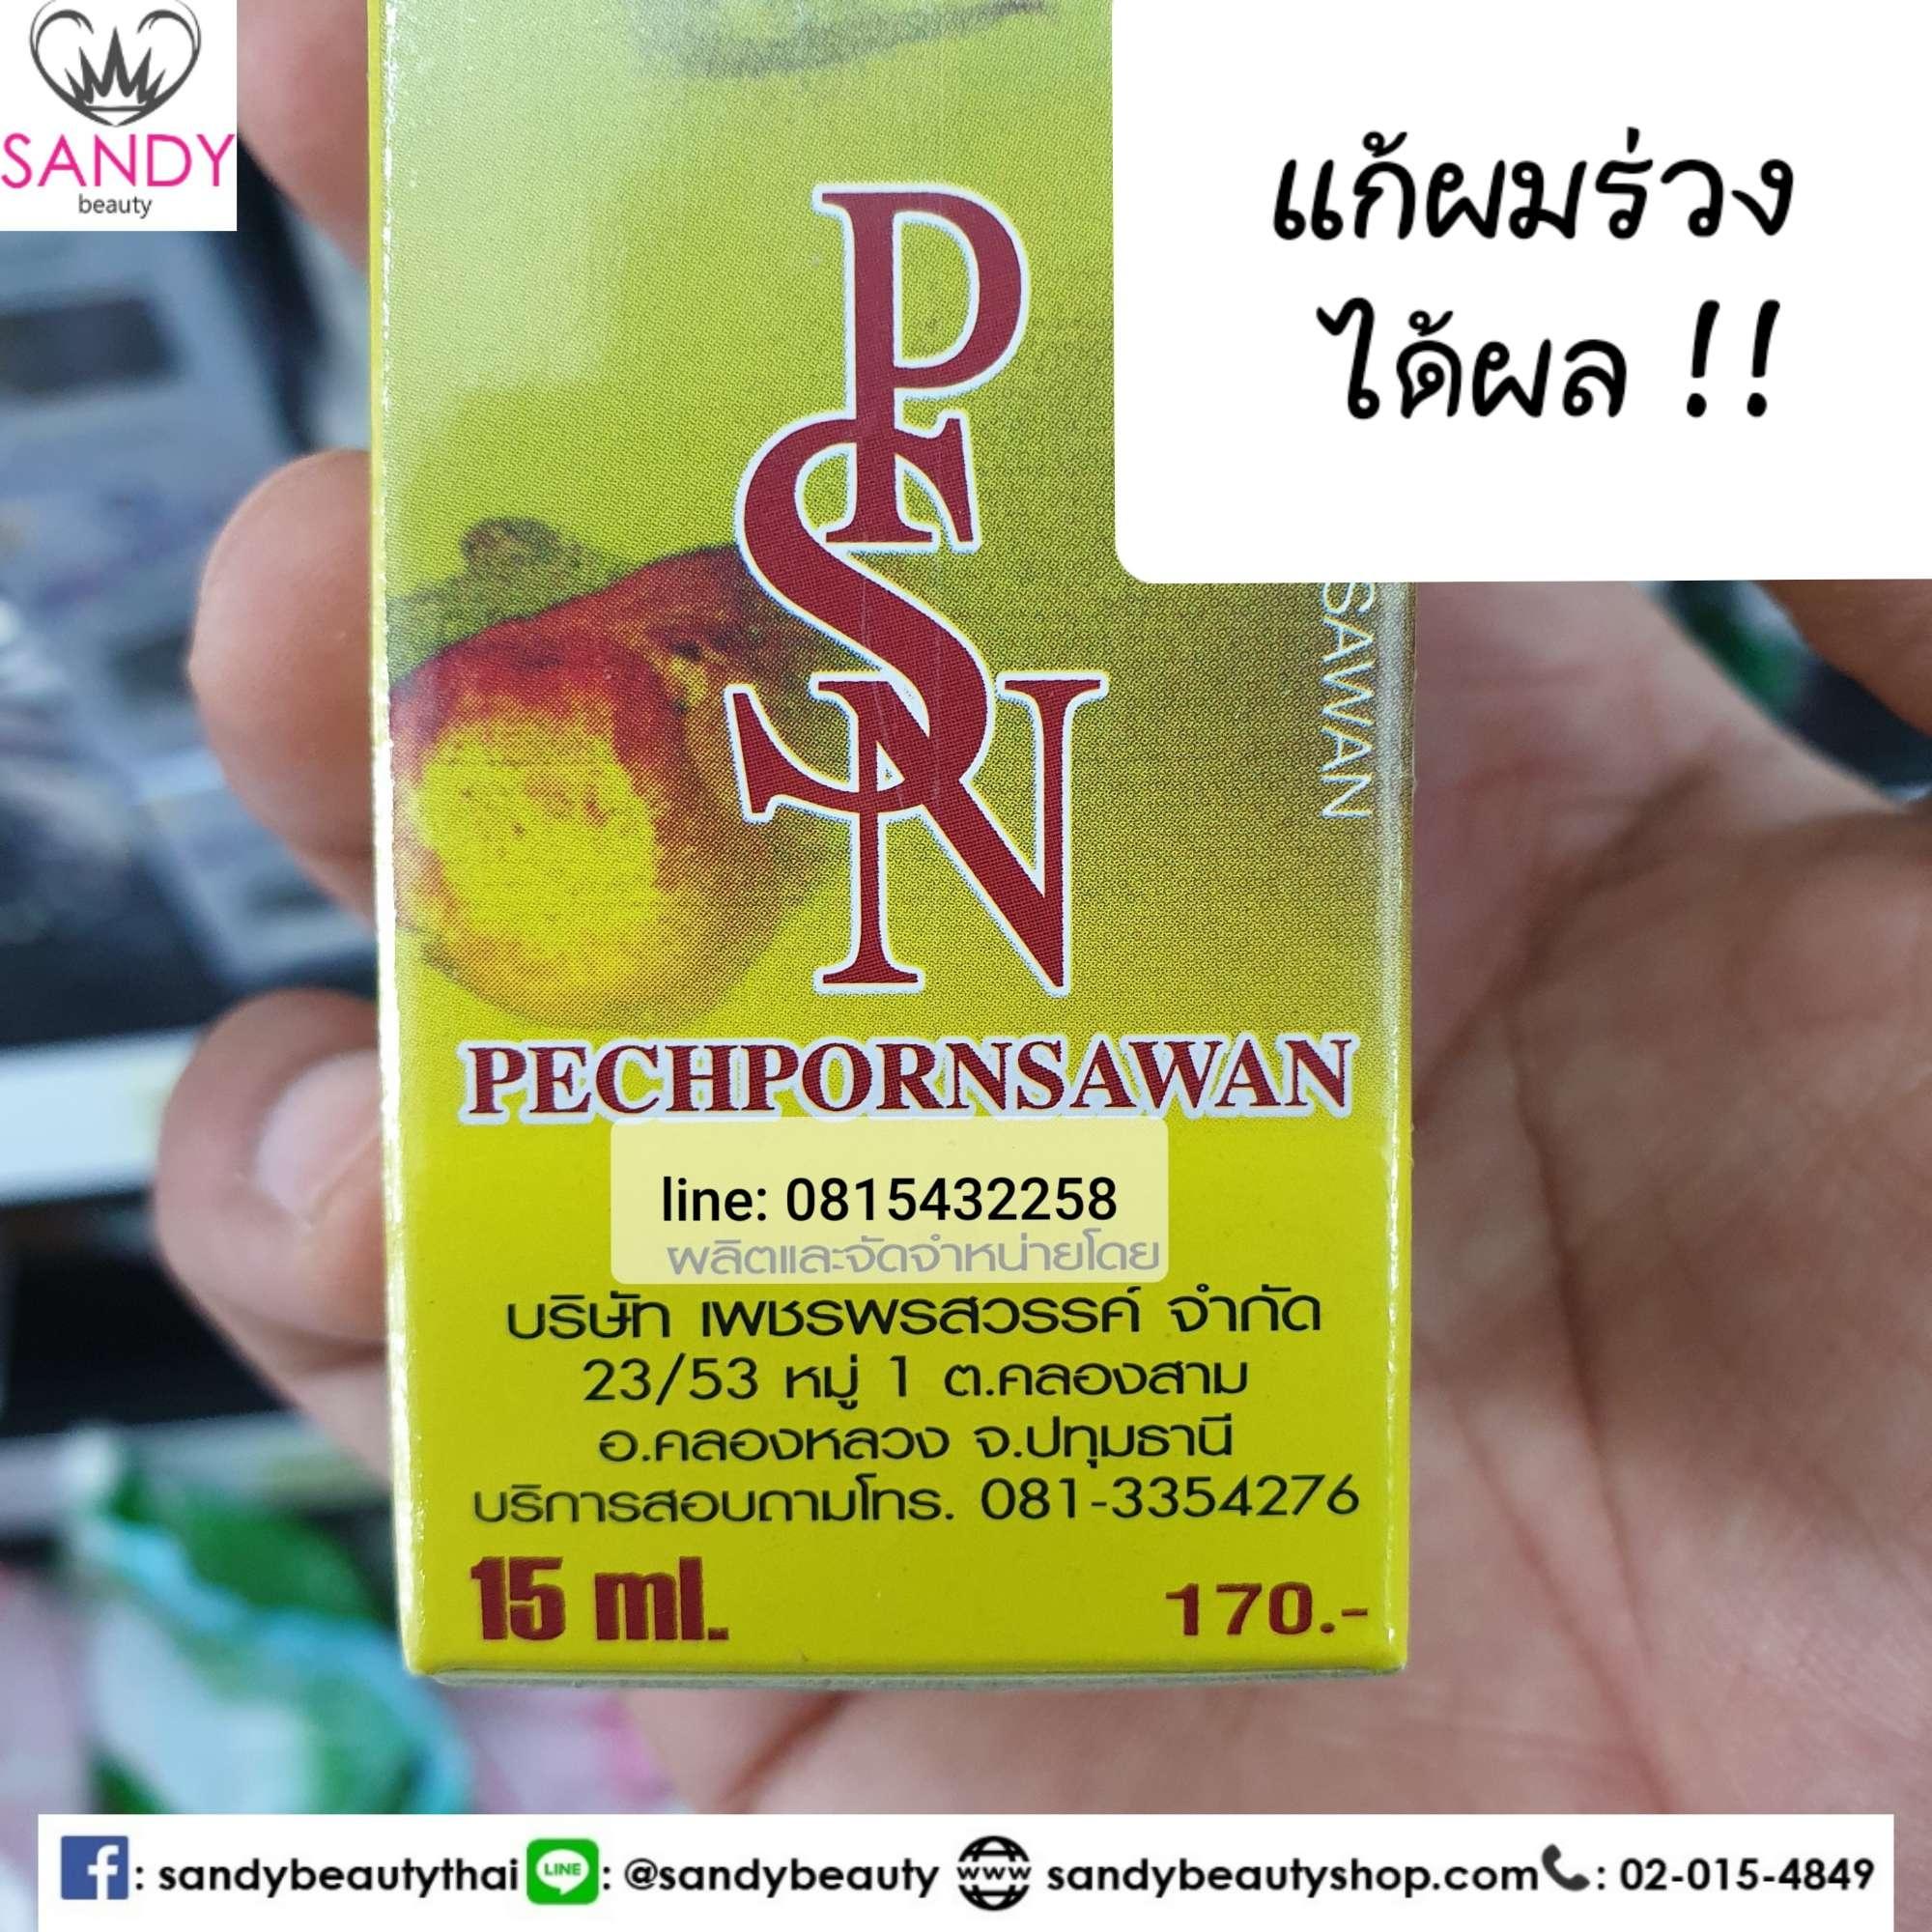 SANDY
beauty
แก้ผมร่วง
ได้ผล !!
PSN
SAWAN
PECHPORNSAWAN
line: 0815432258
ผลิตและจัดจำหน่ายโดย
บริษัท เพชรพรสวรรค์ จำกัด
23/53 หมู่ 1 ต.คลองสาม
อ.คลองหลวง จ.ปทุมธานี
บริการสอบถามโทร. 081-3354276
15 ml.
170.-
f : sandybeautythai LINE : @sandybeauty www sandybeautyshop.com : 02-015-4849